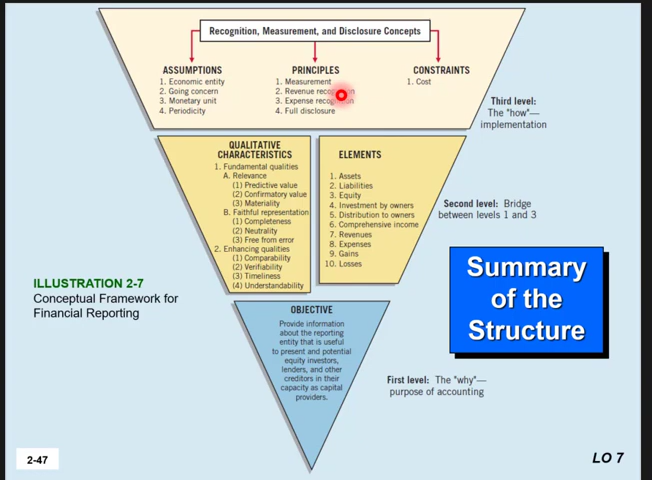 Recognition, Measurement, and Disclosure Concepts
ASSUMPTIONS
1. Economic entity
2. Going concern
3. Monetary unit
4. Periodicity
PRINCIPLES
1. Measurement
2. Revenue recognition
3. Expense recognition
4. Full disclosure
CONSTRAINTS
1. Cost
Third level:
The "how"—
implementation
QUALITATIVE
CHARACTERISTICS
1. Fundamental qualities
A. Relevance
(1) Predictive value
(2) Confirmatory value
(3) Materiality
B. Faithful representation
(1) Completeness
(2) Neutrality
(3) Free from error
2. Enhancing qualities
(1) Comparability
(2) Verifiability
(3) Timeliness
(4) Understandability
ELEMENTS
1. Assets
2. Liabilities
3. Equity
4. Investment by owners
5. Distribution to owners
6. Comprehensive income
7. Revenues
8. Expenses
9. Gains
10. Losses
Second level: Bridge
between levels 1 and 3
ILLUSTRATION 2-7
Conceptual Framework for
Financial Reporting
Summary
of the
Structure
OBJECTIVE
Provide information
about the reporting
entity that is useful
to present and potential
equity investors,
lenders, and other
creditors in their
capacity as capital
providers.
First level: The "why"—
purpose of accounting
2-47
LO 7